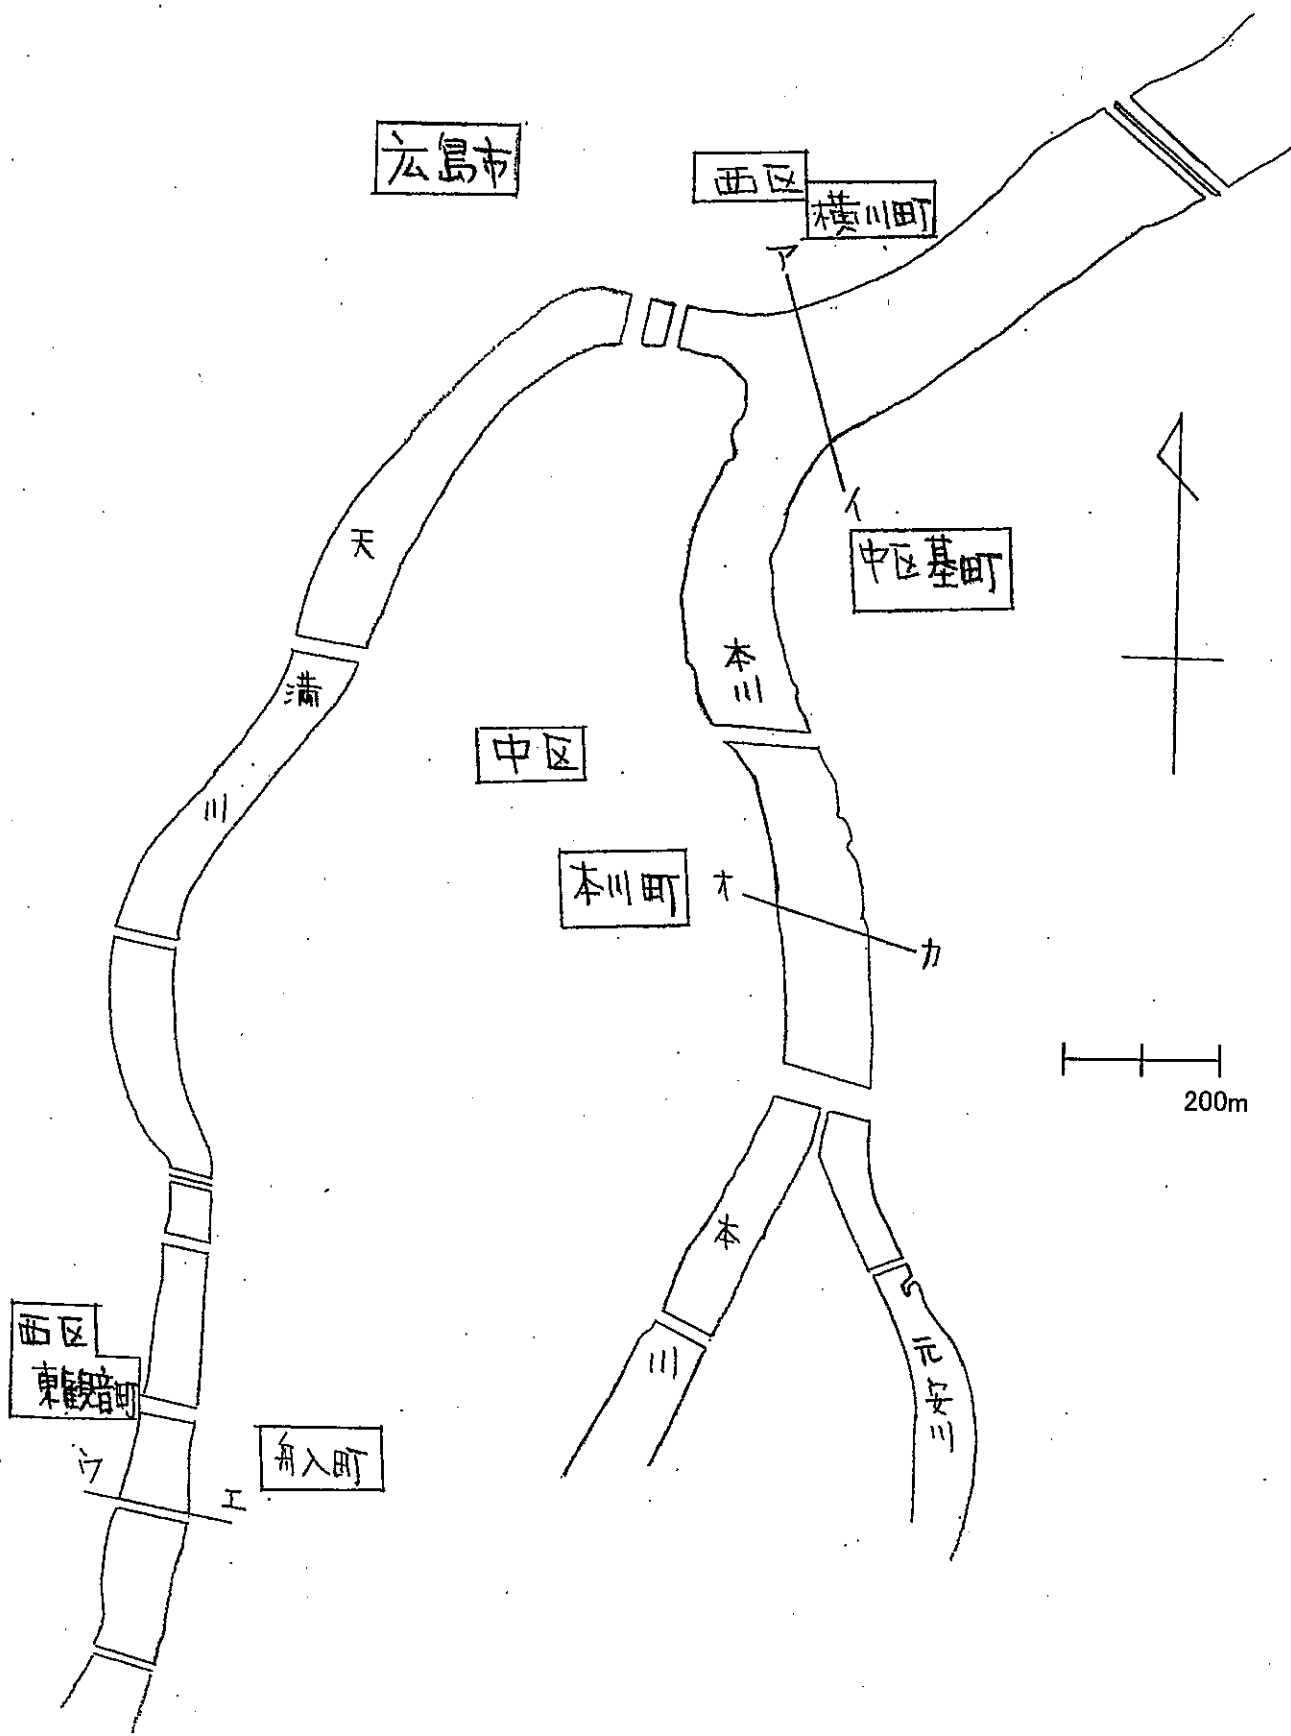 広島市
西区
横川町
ア
イ
中区基町
天
満
川
本
川
中区
本川町
オ
カ
200m
本
川
元
安
川
西区
東観音町
舟入町
ウ
エ